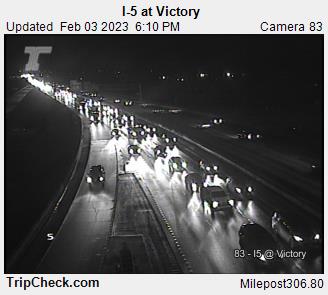 I-5 at Victory
Updated  Feb 03 2023  6:10 PM
Camera 83
S
83 - I5 @ Victory
TripCheck.com
Milepost306.80